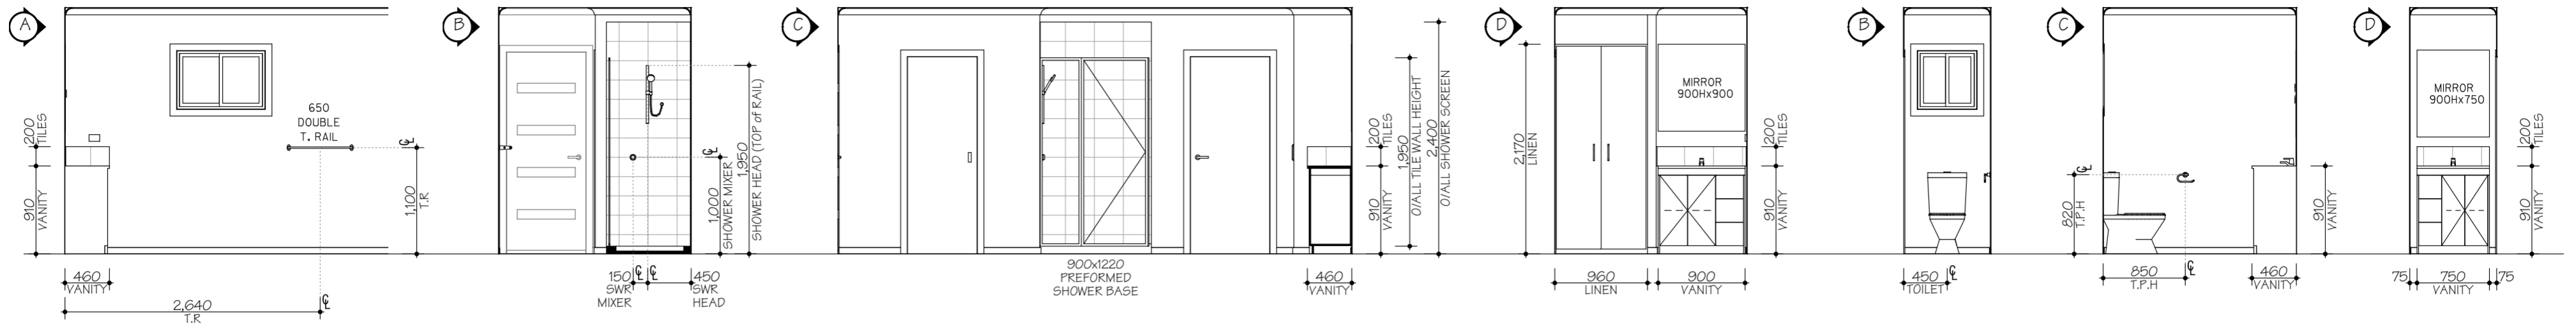 A
200
TILES
910
VANITY
460
VANITY
2,640
T.R
650
DOUBLE
T. RAIL
1,100
T.R
B
150
SWR
MIXER
450
SWR
HEAD
1,000
SHOWER MIXER
1,950
SHOWER HEAD (TOP of RAIL)
C
900x1220
PREFORMED
SHOWER BASE
460
VANITY
200
TILES
910
VANITY
1,950
O/ALL TILE WALL HEIGHT
2,400
O/ALL SHOWER SCREEN
D
2,170
LINEN
MIRROR
900Hx900
960
LINEN
900
VANITY
200
TILES
910
VANITY
B
450
TOILET
C
820
T.P.H
850
T.P.H
460
VANITY
910
VANITY
D
MIRROR
900Hx750
75
750
VANITY
75
200
TILES
910
VANITY